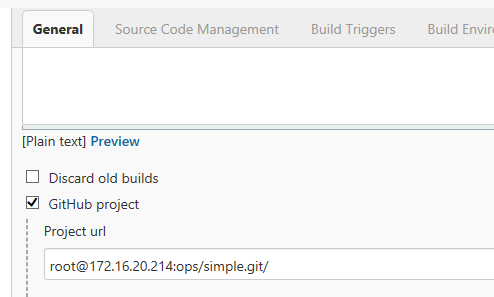 General Source Code Management Build Triggers Build Enviro
[Plain text] Preview
Discard old builds
GitHub project
Project url
root@172.16.20.214:ops/simple.git/